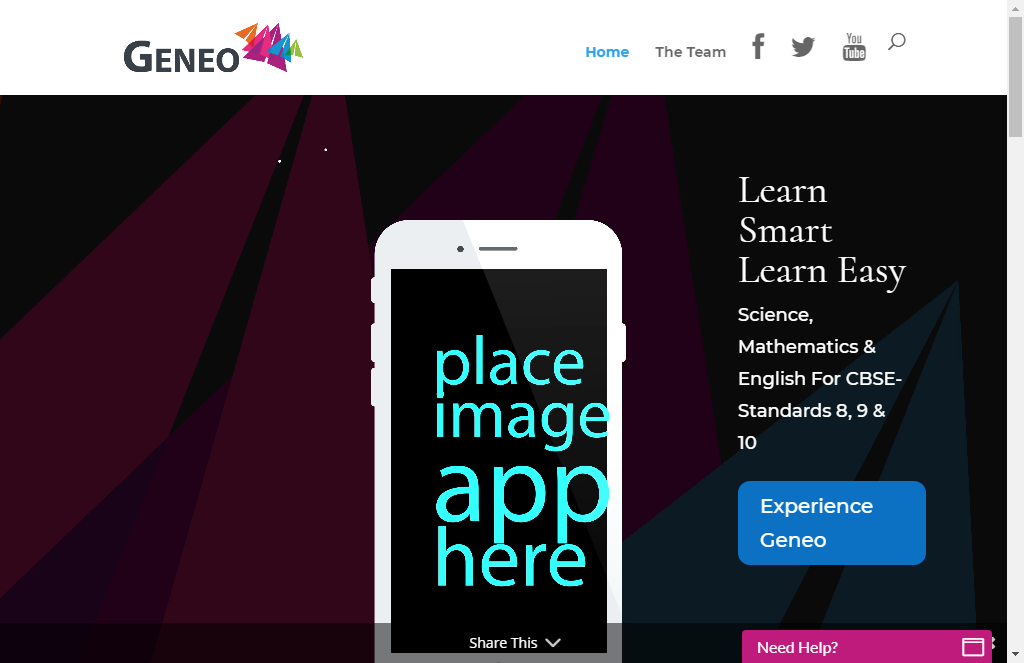 GENEO
Home
The Team
You
Tube
Learn
Smart
Learn Easy
Science,
Mathematics &
English For CBSE-
Standards 8, 9 &
10
Experience
Geneo
place
image
app
here
Share This
Need Help?